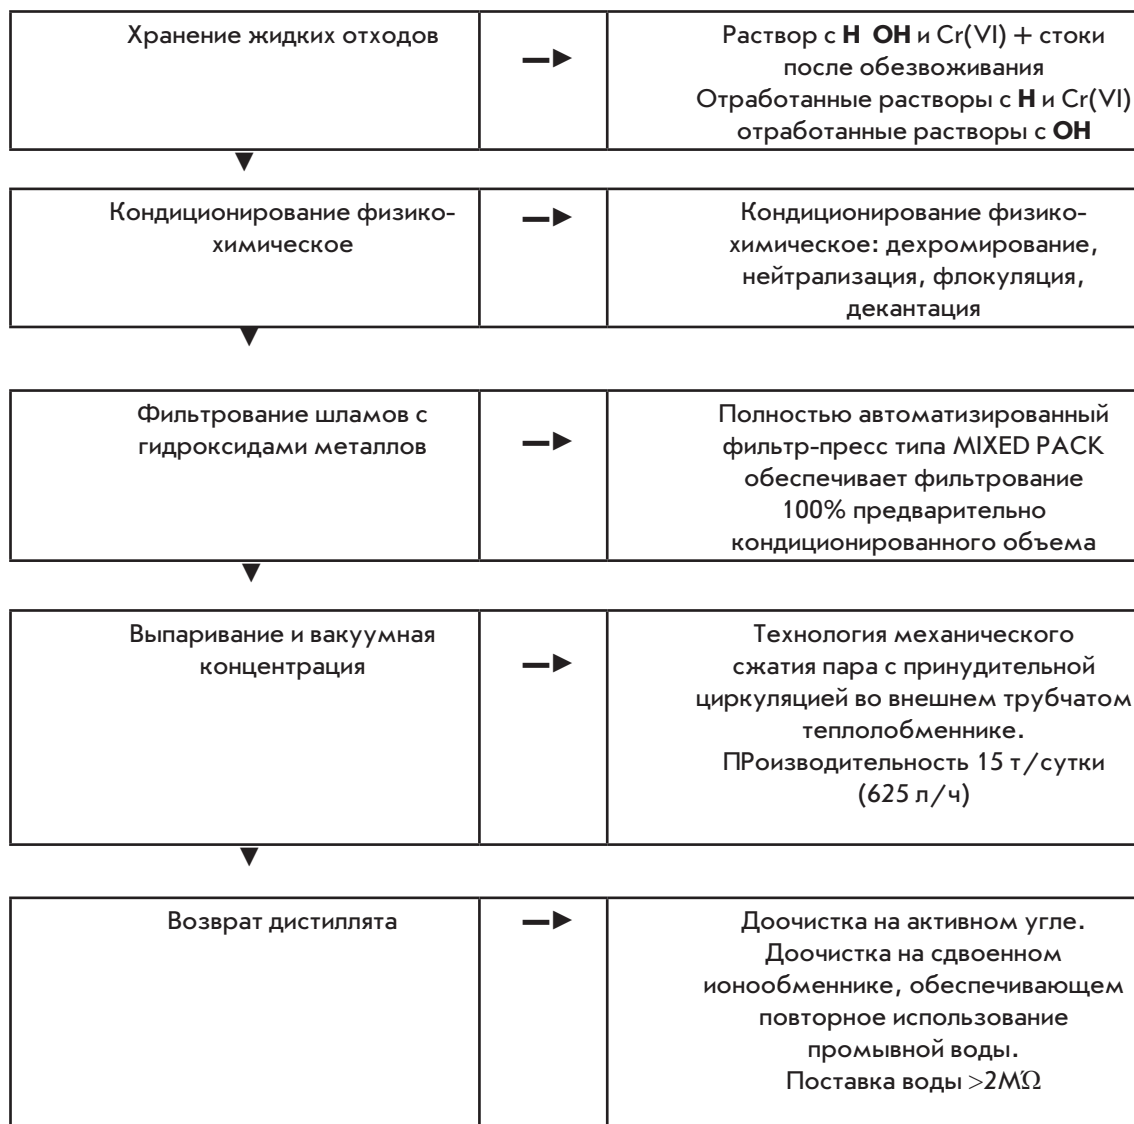 Хранение жидких отходов
Раствор с H OH и Cr(VI) + стоки
после обезвоживания
Отработанные растворы с H и Cr(VI)
отработанные растворы с OH
Кондиционирование физико-
химическое
Кондиционирование физико-
химическое: дехромирование,
нейтрализация, флокуляция,
декантация
Фильтрование шламов с
гидроксидами металлов
Полностью автоматизированный
фильтр-пресс типа MIXED PACK
обеспечивает фильтрование
100% предварительно
кондиционированного объема
Выпаривание и вакуумная
концентрация
Технология механического
сжатия пара с принудительной
циркуляцией во внешнем трубчатом
теплолобменнике.
ПРоизводительность 15 т/сутки
(625 л/ч)
Возврат дистиллята
Доочистка на активном угле.
Доочистка на сдвоенном
ионообменнике, обеспечивающем
повторное использование
промывной воды.
Поставка воды >2МΩ